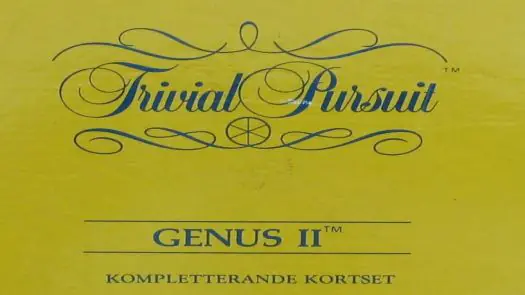 Trivial Pursuit™
GENUS II™
KOMPLETTERANDE KORTSET